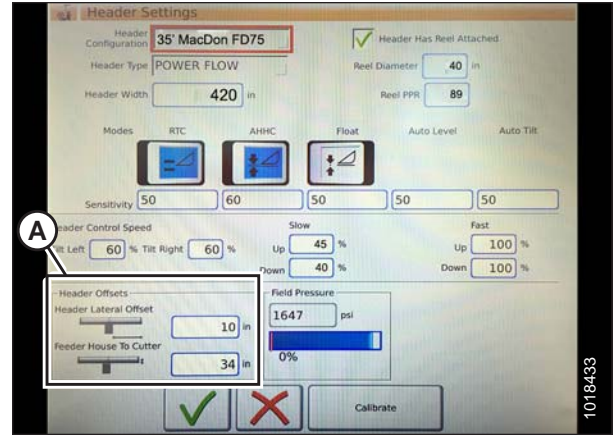 Header Settings
Header Configuration 35' MacDon FD75
Header Has Reel Attached
Header Type POWER FLOW
Reel Diameter 40 in
Header Width 420 in
Reel PPR 89
Modes RTC AHHC Float Auto Level Auto Tilt
Sensitivity 50 60 50 50 50
Header Control Speed
Slow
Fast
Tilt Left 60 % Tilt Right 60 %
Up 45 %
Up 100 %
Down 40 %
Down 100 %
A
Header Offsets
Header Lateral Offset
10 in
Feeder House To Cutter
34 in
Field Pressure
1647 psi
0%
Calibrate
1018433